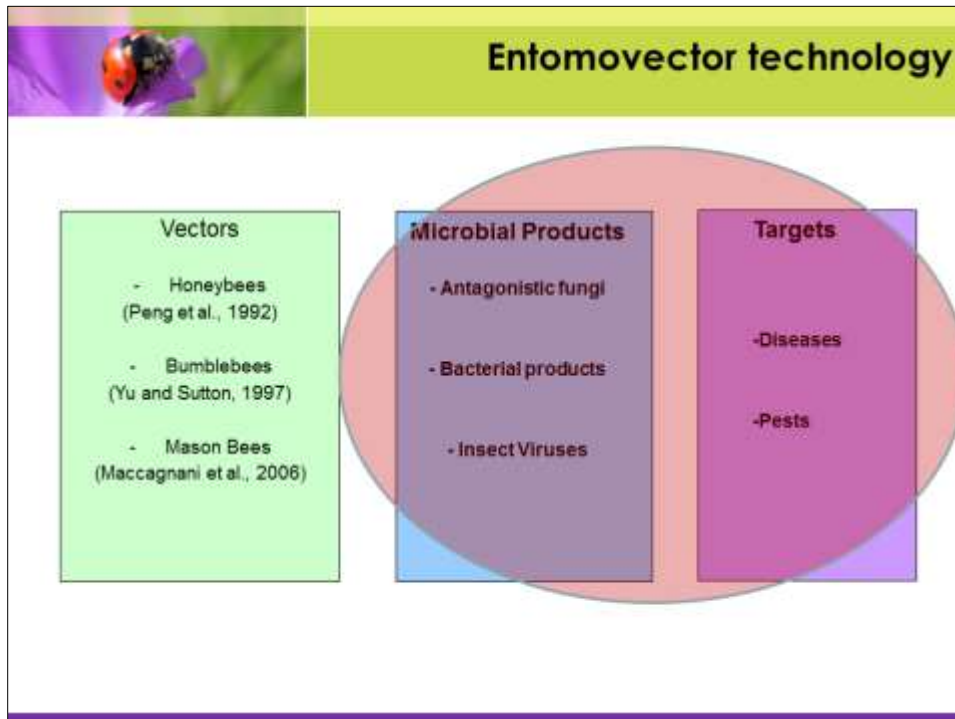 Entomovector technology
Vectors
- Honeybees
(Peng et al., 1992)
- Bumblebees
(Yu and Sutton, 1997)
- Mason Bees
(Maccagnani et al., 2006)
Microbial Products
- Antagonistic fungi
- Bacterial products
- Insect Viruses
Targets
-Diseases
-Pests